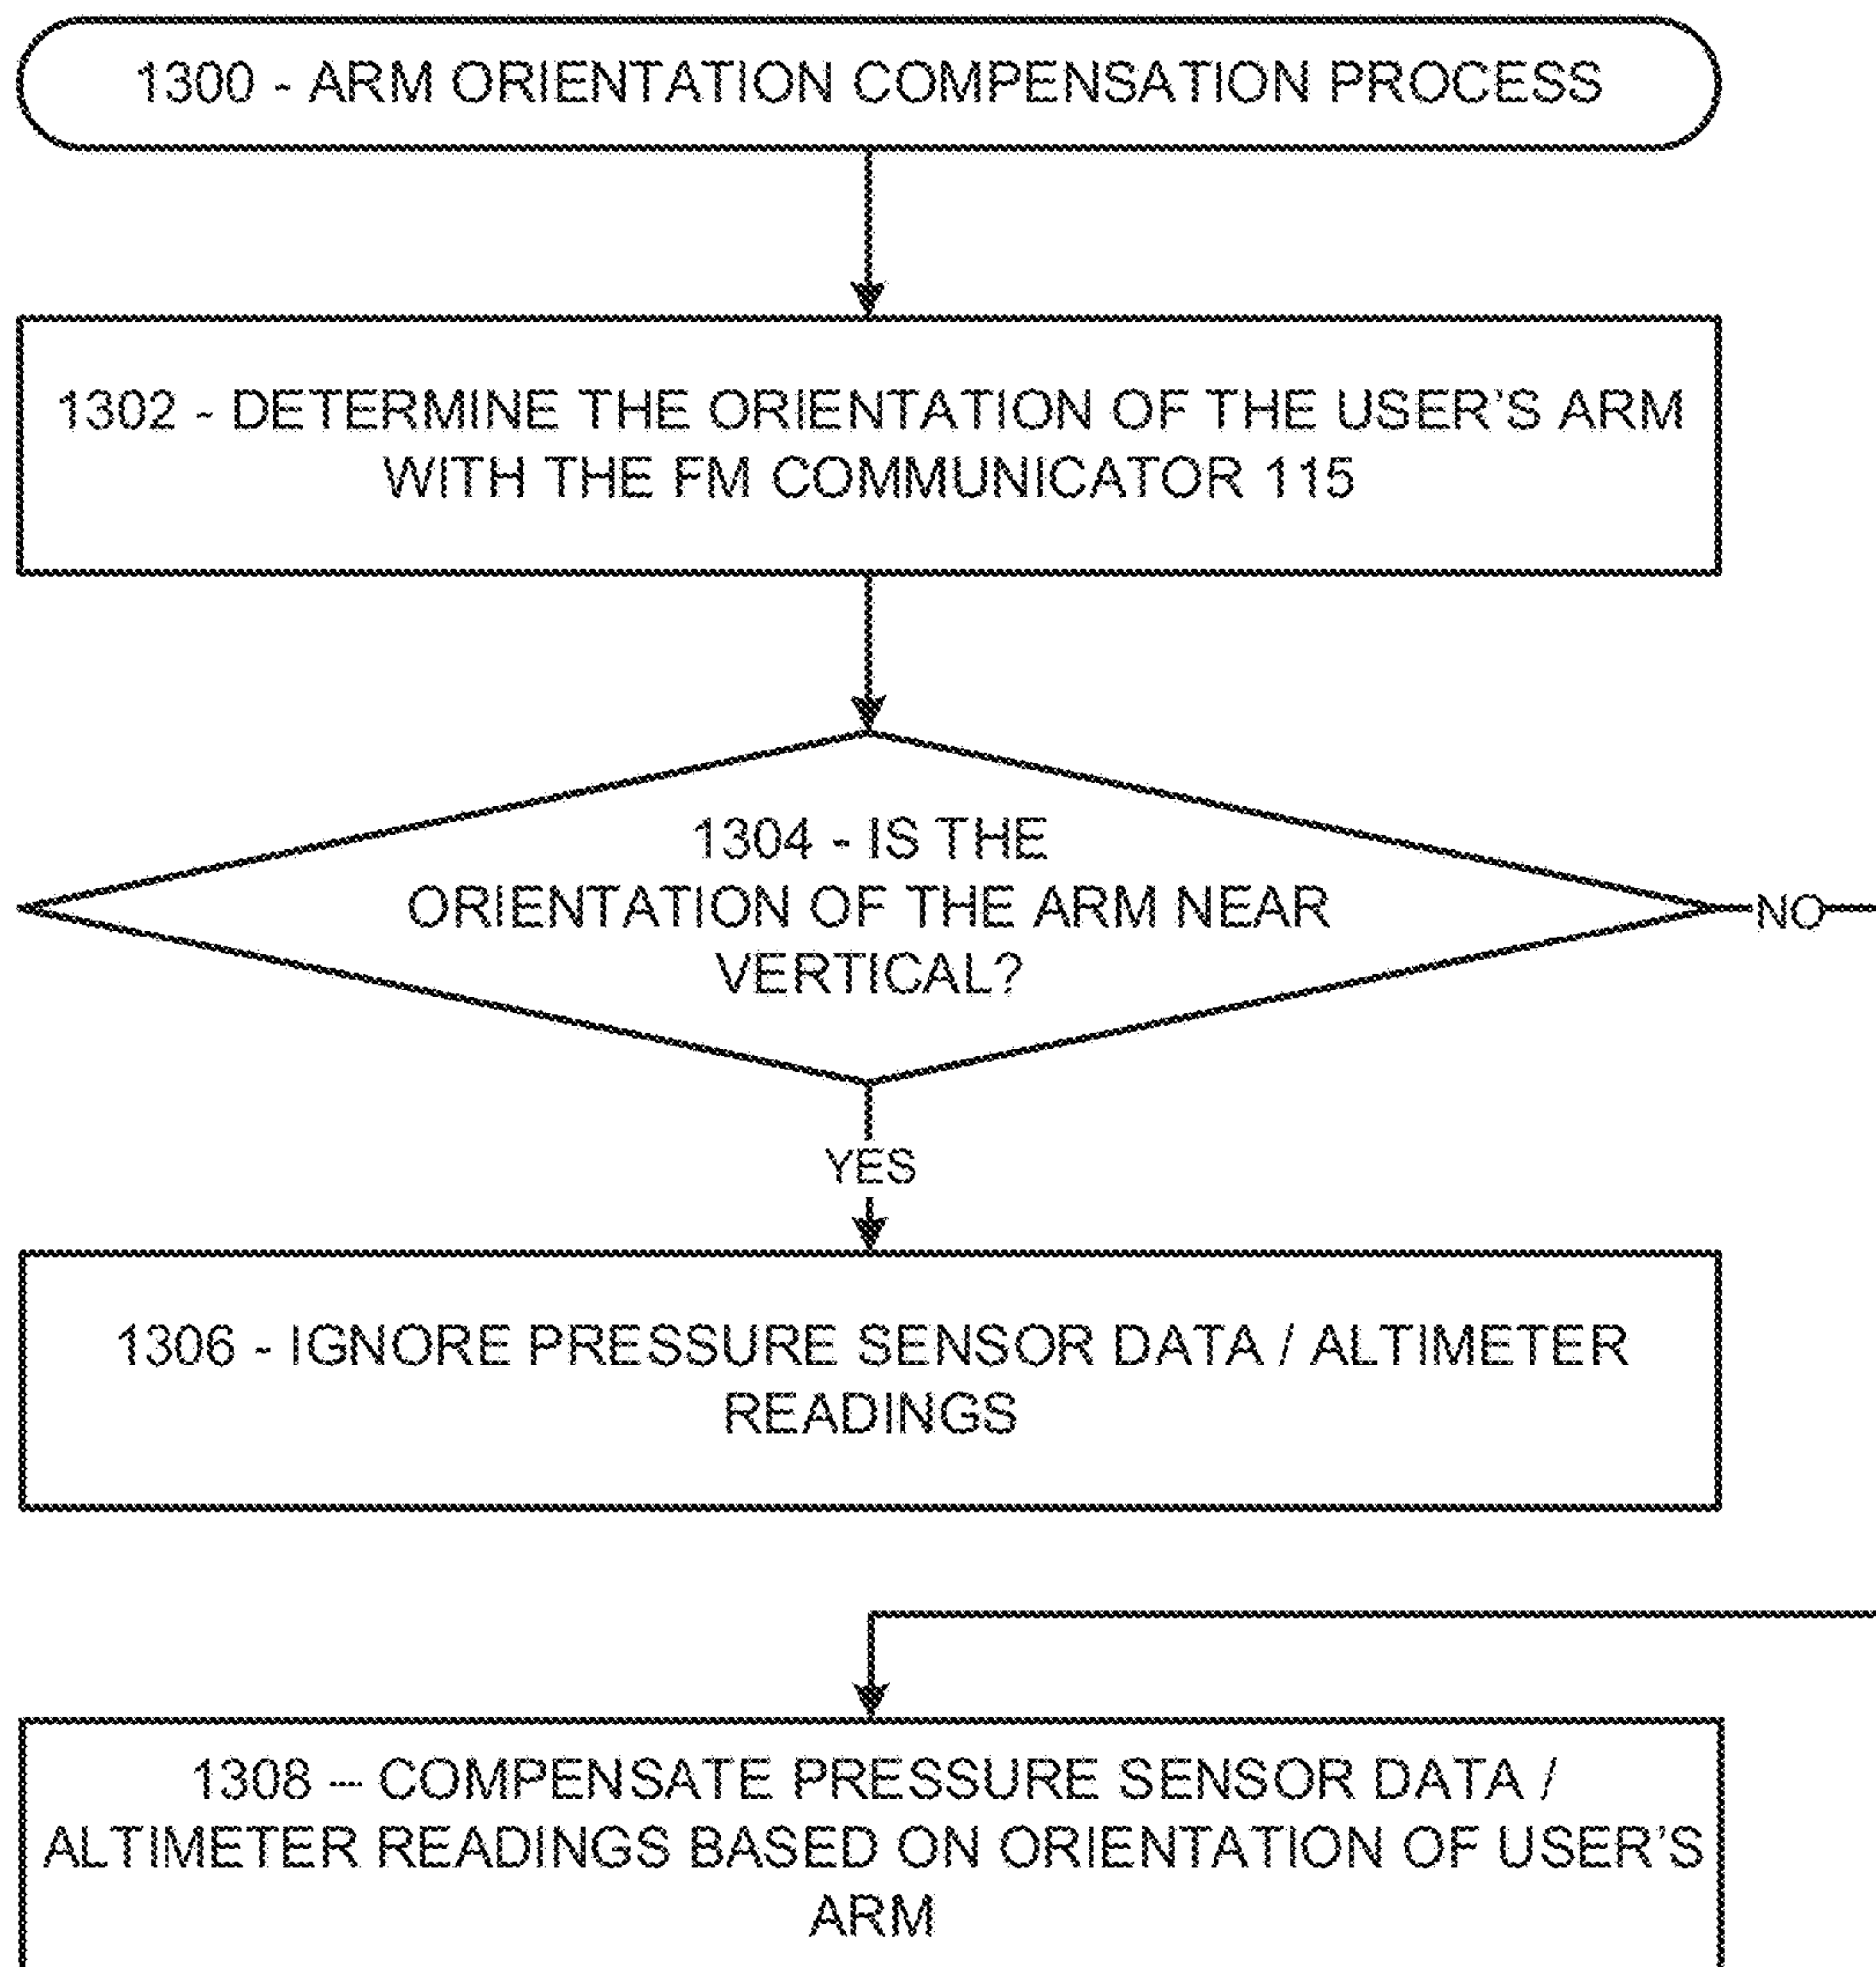 1300 - ARM ORIENTATION COMPENSATION PROCESS
1302 - DETERMINE THE ORIENTATION OF THE USER'S ARM
WITH THE FM COMMUNICATOR 115
1304 - IS THE
ORIENTATION OF THE ARM NEAR
VERTICAL?
NO
YES
1306 - IGNORE PRESSURE SENSOR DATA / ALTIMETER
READINGS
1308 – COMPENSATE PRESSURE SENSOR DATA /
ALTIMETER READINGS BASED ON ORIENTATION OF USER'S
ARM